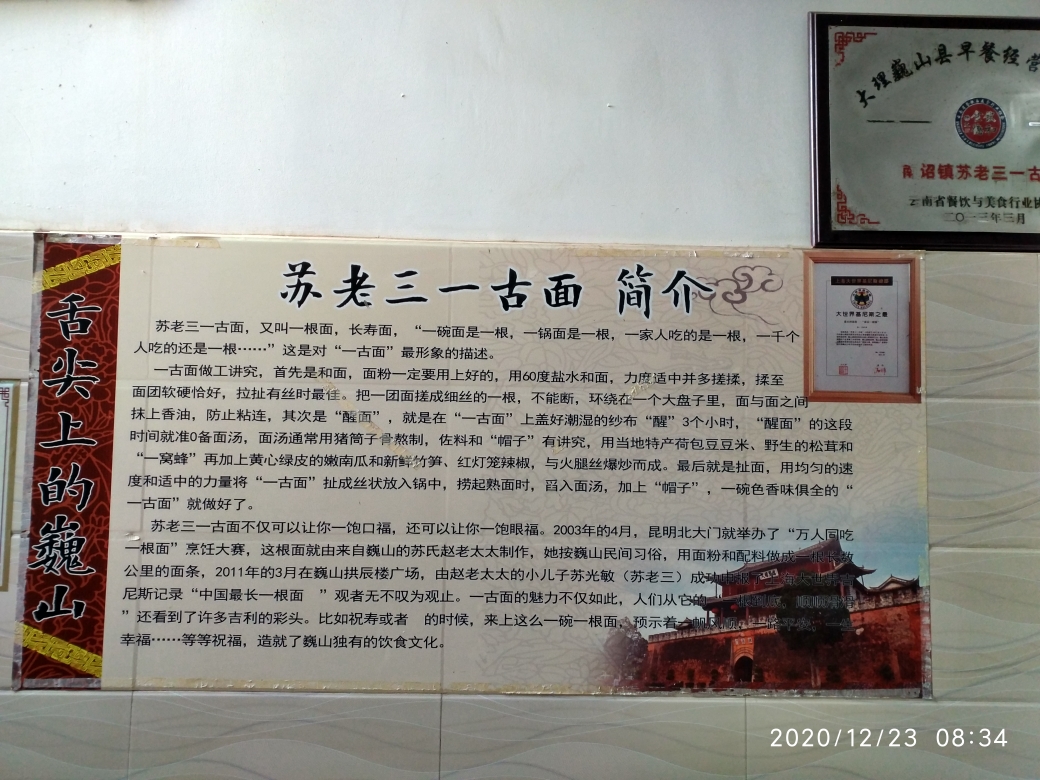 大理巍山县早餐经营
诏镇苏老三一古
南省餐饮与美食行业协
二〇一三年三月
舌尖上的巍山
苏老三一古面 简介
大世界基尼斯之最
苏老三一古面，又叫一根面，长寿面，“一碗面是一根，一锅面是一根，一家人吃的是一根，一千个
人吃的还是一根……”这是对“一古面”最形象的描述。
一古面做工讲究，首先是和面，面粉一定要用上好的，用60度盐水和面，力度适中并多搓揉，揉至
面团软硬恰好，拉扯有丝时最佳。把一团面搓成细丝的一根，不能断，环绕在一个大盘子里，面与面之间
抹上香油，防止粘连，其次是“醒面”，就是在“一古面”上盖好潮湿的纱布“醒”3个小时，“醒面”的这段
时间就准0备面汤，面汤通常用猪筒子骨熬制，佐料和“帽子”有讲究，用当地特产荷包豆豆米、野生的松茸和
“一窝蜂”再加上黄心绿皮的嫩南瓜和新鲜竹笋、红灯笼辣椒，与火腿丝爆炒而成。最后就是扯面，用均匀的速
度和适中的力量将“一古面”扯成丝状放入锅中，捞起熟面时，舀入面汤，加上“帽子”，一碗色香味俱全的“
一古面”就做好了。
苏老三一古面不仅可以让你一饱口福，还可以让你一饱眼福。2003年的4月，昆明北大门就举办了“万人同吃
一根面”烹饪大赛，这根面就由来自巍山的苏氏赵老太太制作，她按巍山民间习俗，用面粉和配料做成一根长数
公里的面条，2011年的3月在巍山拱辰楼广场，由赵老太太的小儿子苏光敏（苏老三）成功申报
尼斯记录“中国最长一根面 ”观者无不叹为观止。一古面的魅力不仅如此，人们从它的
”还看到了许多吉利的彩头。比如祝寿或者 的时候，来上这么一碗一根面，预示着一帆风顺，一路平安，一生
幸福……等等祝福，造就了巍山独有的饮食文化。
2020/12/23 08:34